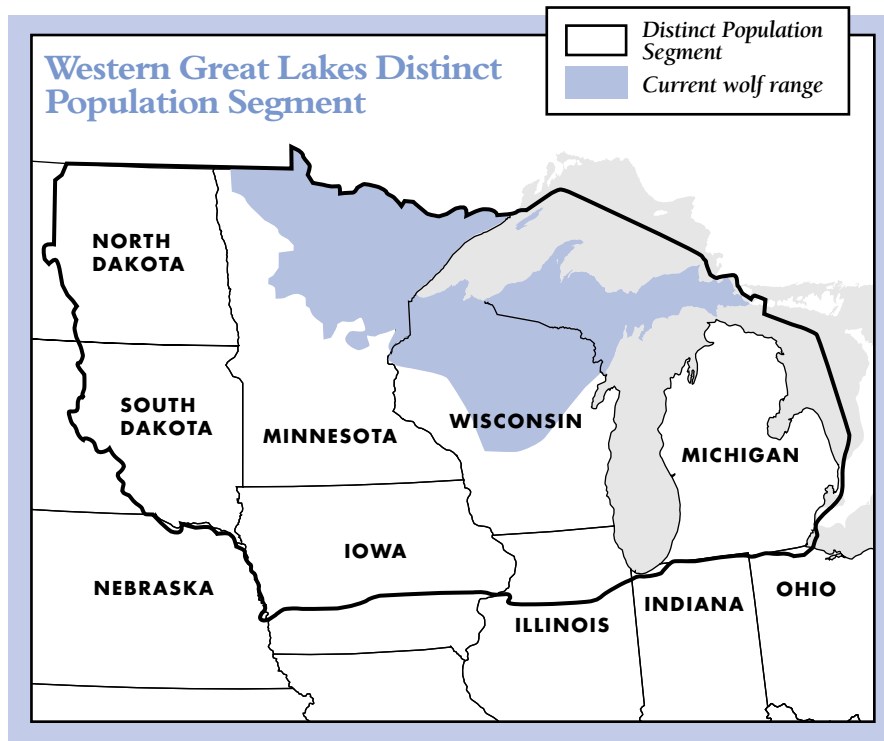 Distinct Population
Segment
Current wolf range
Western Great Lakes Distinct
Population Segment
NORTH
DAKOTA
SOUTH
DAKOTA
MINNESOTA
WISCONSIN
MICHIGAN
IOWA
NEBRASKA
ILLINOIS
INDIANA
OHIO